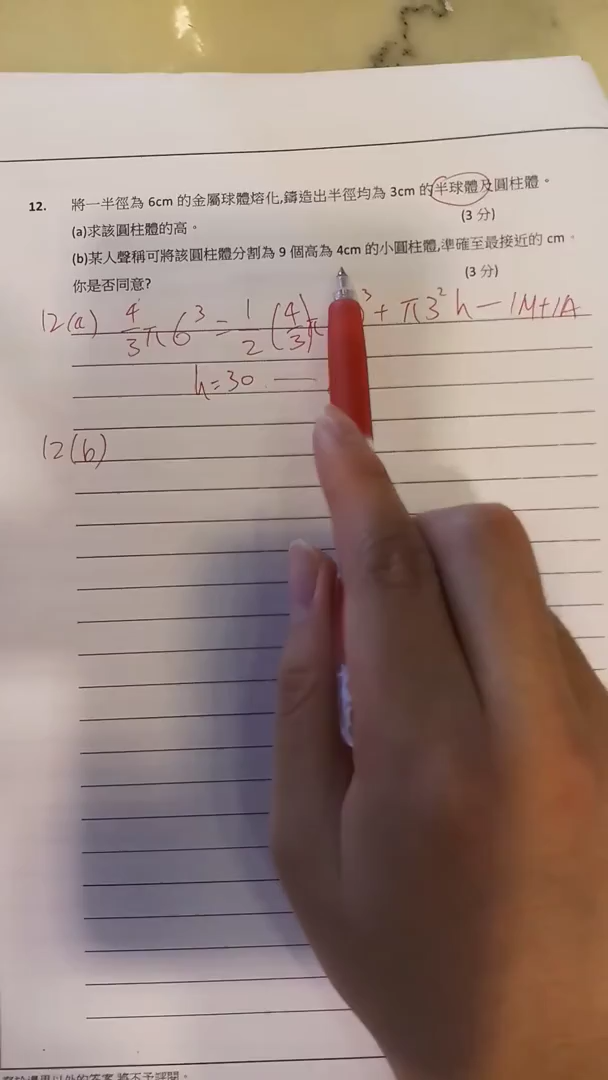 12. 將一半徑為 6cm 的金屬球體熔化,鑄造出半徑均為 3cm 的半球體及圓柱體。
(3 分)
(a)求該圓柱體的高。
(b)某人聲稱可將該圓柱體分割為 9 個高為 4cm 的小圓柱體,準確至最接近的 cm。
你是否同意? (3 分)
12(a) 4/3 π 6³ = 1/2 (4/3 π ³ + π3² h — 1M+1A
h=30 —
12(b)